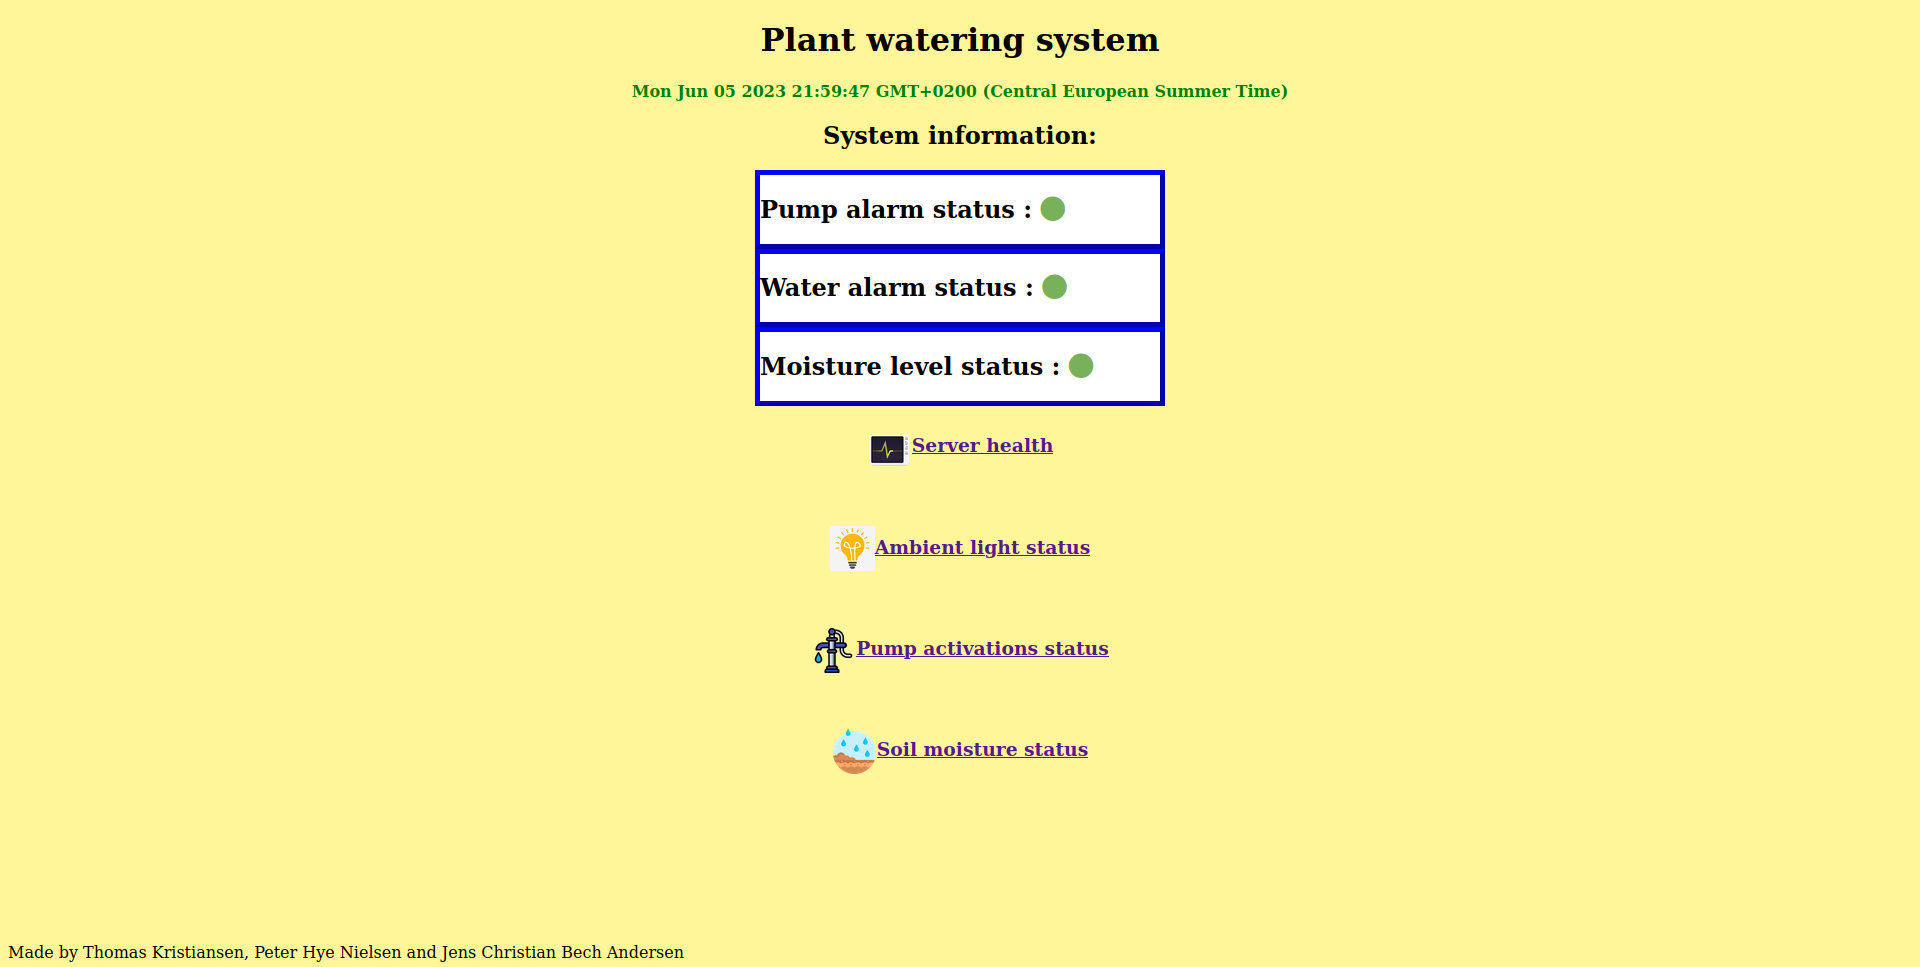 Plant watering system
Mon Jun 05 2023 21:59:47 GMT+0200 (Central European Summer Time)
System information:
Pump alarm status :
Water alarm status :
Moisture level status :
Server health
Ambient light status
Pump activations status
Soil moisture status
Made by Thomas Kristiansen, Peter Hye Nielsen and Jens Christian Bech Andersen